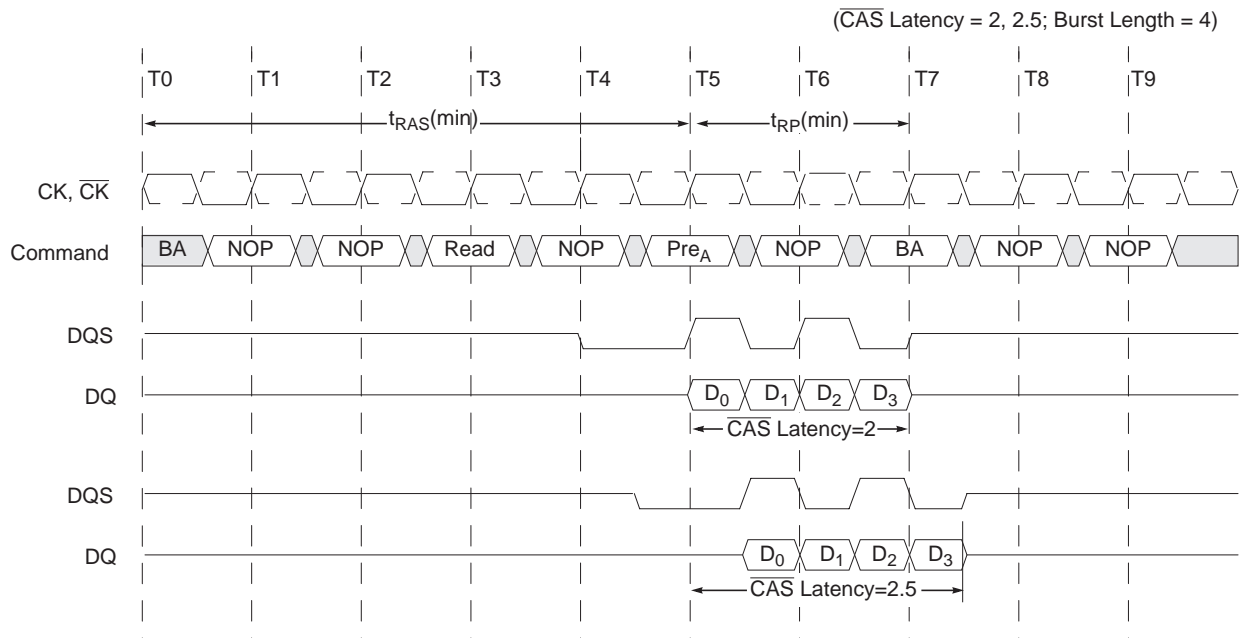 (CAS Latency = 2, 2.5; Burst Length = 4)
T0 T1 T2 T3 T4 T5 T6 T7 T8 T9
tRAS(min) tRP(min)
CK, CK
Command BA NOP NOP Read NOP PreA NOP BA NOP NOP
DQS
DQ D0 D1 D2 D3
CAS Latency=2
DQS
DQ D0 D1 D2 D3
CAS Latency=2.5